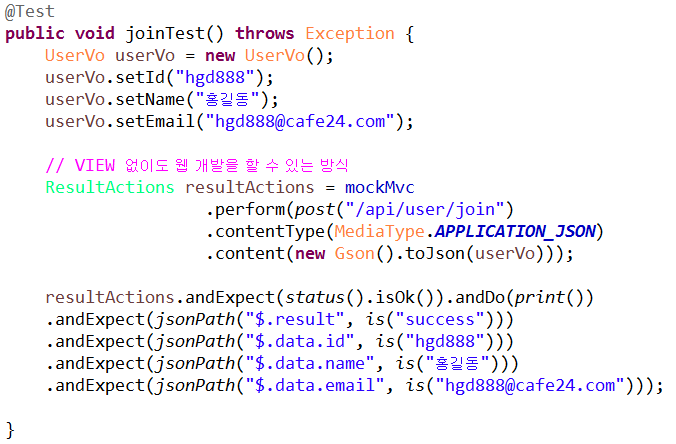 @Test
public void joinTest() throws Exception {
    UserVo userVo = new UserVo();
    userVo.setId("hgd888");
    userVo.setName("홍길동");
    userVo.setEmail("hgd888@cafe24.com");

    // VIEW 없이도 웹 개발을 할 수 있는 방식
    ResultActions resultActions = mockMvc
                    .perform(post("/api/user/join")
                    .contentType(MediaType.APPLICATION_JSON)
                    .content(new Gson().toJson(userVo)));

    resultActions.andExpect(status().isOk()).andDo(print())
    .andExpect(jsonPath("$.result", is("success")))
    .andExpect(jsonPath("$.data.id", is("hgd888")))
    .andExpect(jsonPath("$.data.name", is("홍길동")))
    .andExpect(jsonPath("$.data.email", is("hgd888@cafe24.com")));

}